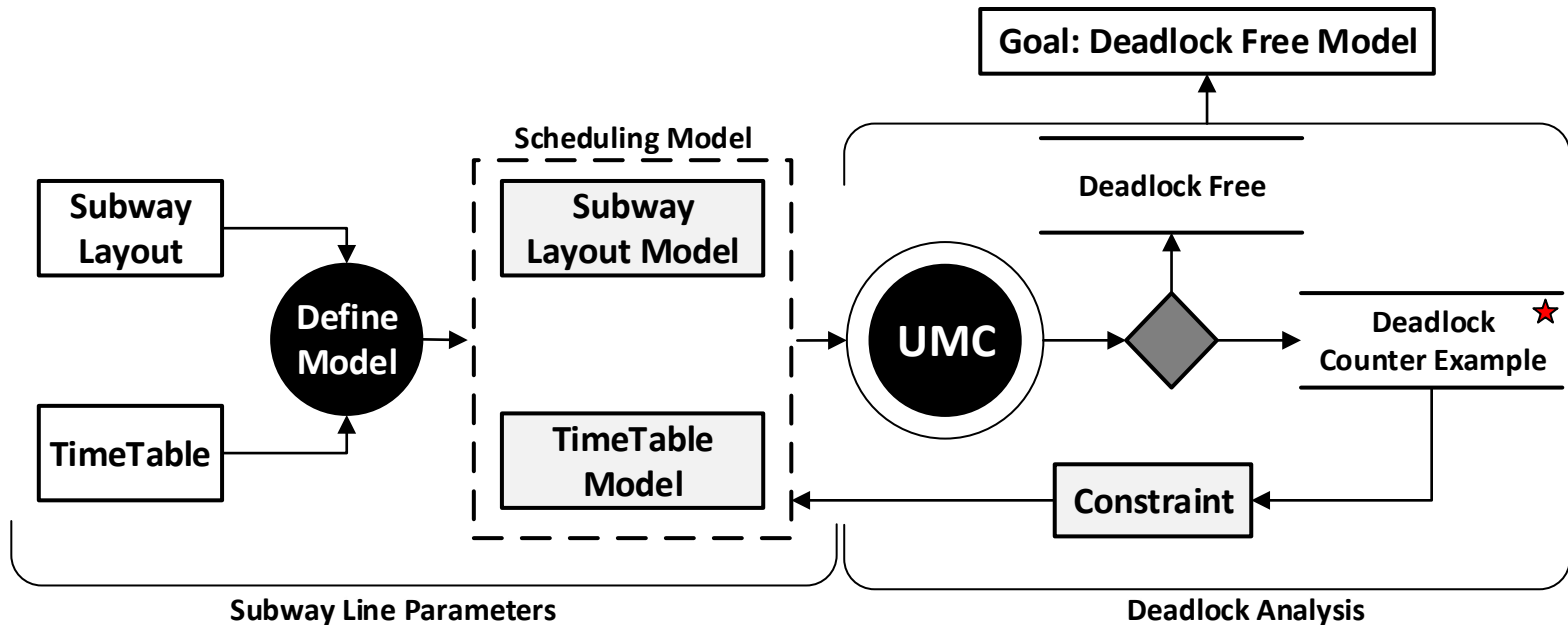 Goal: Deadlock Free Model
Scheduling Model
Subway
Layout
Subway
Layout Model
Deadlock Free
Define
Model
UMC
Deadlock
Counter Example
TimeTable
TimeTable
Model
Constraint
Subway Line Parameters
Deadlock Analysis